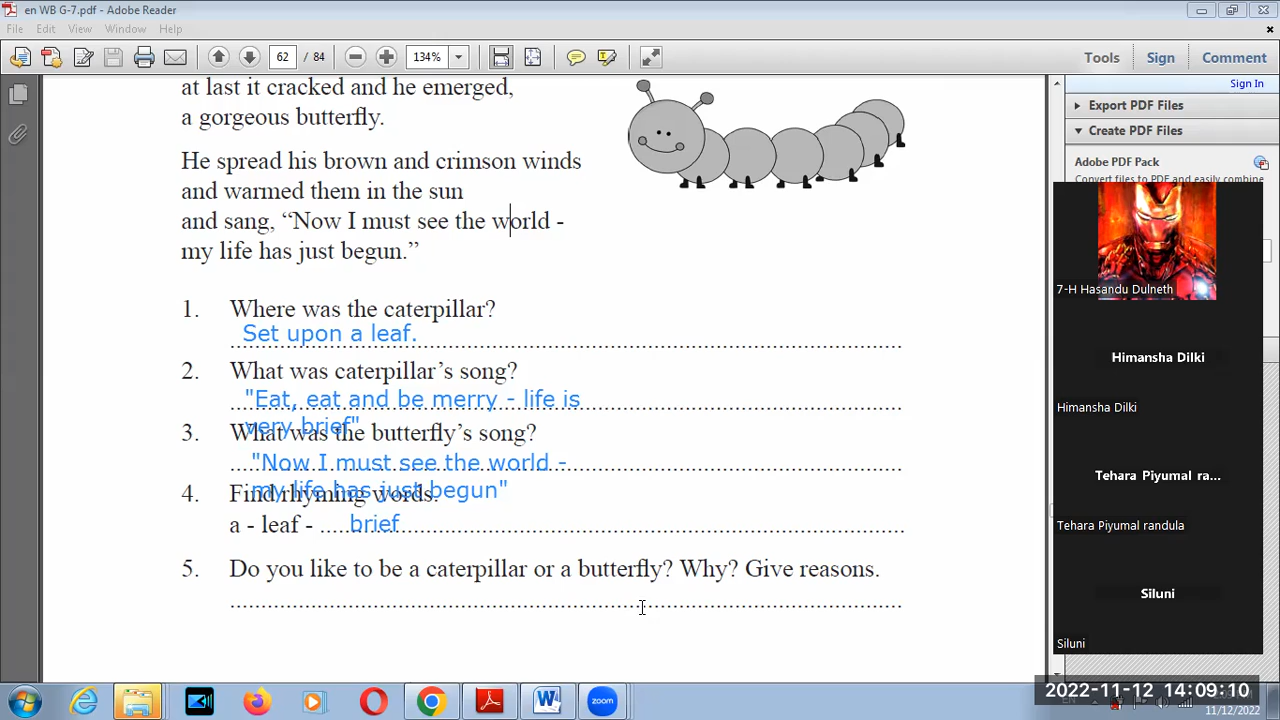 en WB G-7.pdf - Adobe Reader
File Edit View Window Help
62 / 84 134% Tools Sign Comment
Sign In
Export PDF Files
Create PDF Files
Adobe PDF Pack
Convert files to PDF and easily combine
at last it cracked and he emerged,
a gorgeous butterfly.
He spread his brown and crimson winds
and warmed them in the sun
and sang, “Now I must see the world -
my life has just begun.”
1. Where was the caterpillar?
Set upon a leaf.
2. What was caterpillar’s song?
"Eat, eat and be merry - life is
very brief"
3. What was the butterfly’s song?
"Now I must see the world -
my life has just begun"
4. Find rhyming words.
a - leaf - brief
5. Do you like to be a caterpillar or a butterfly? Why? Give reasons.
7-H Hasandu Dulneth
Himansha Dilki
Himansha Dilki
Tehara Piyumal ra...
Tehara Piyumal randula
Siluni
Siluni
2022-11-12 14:09:10
11/12/2022